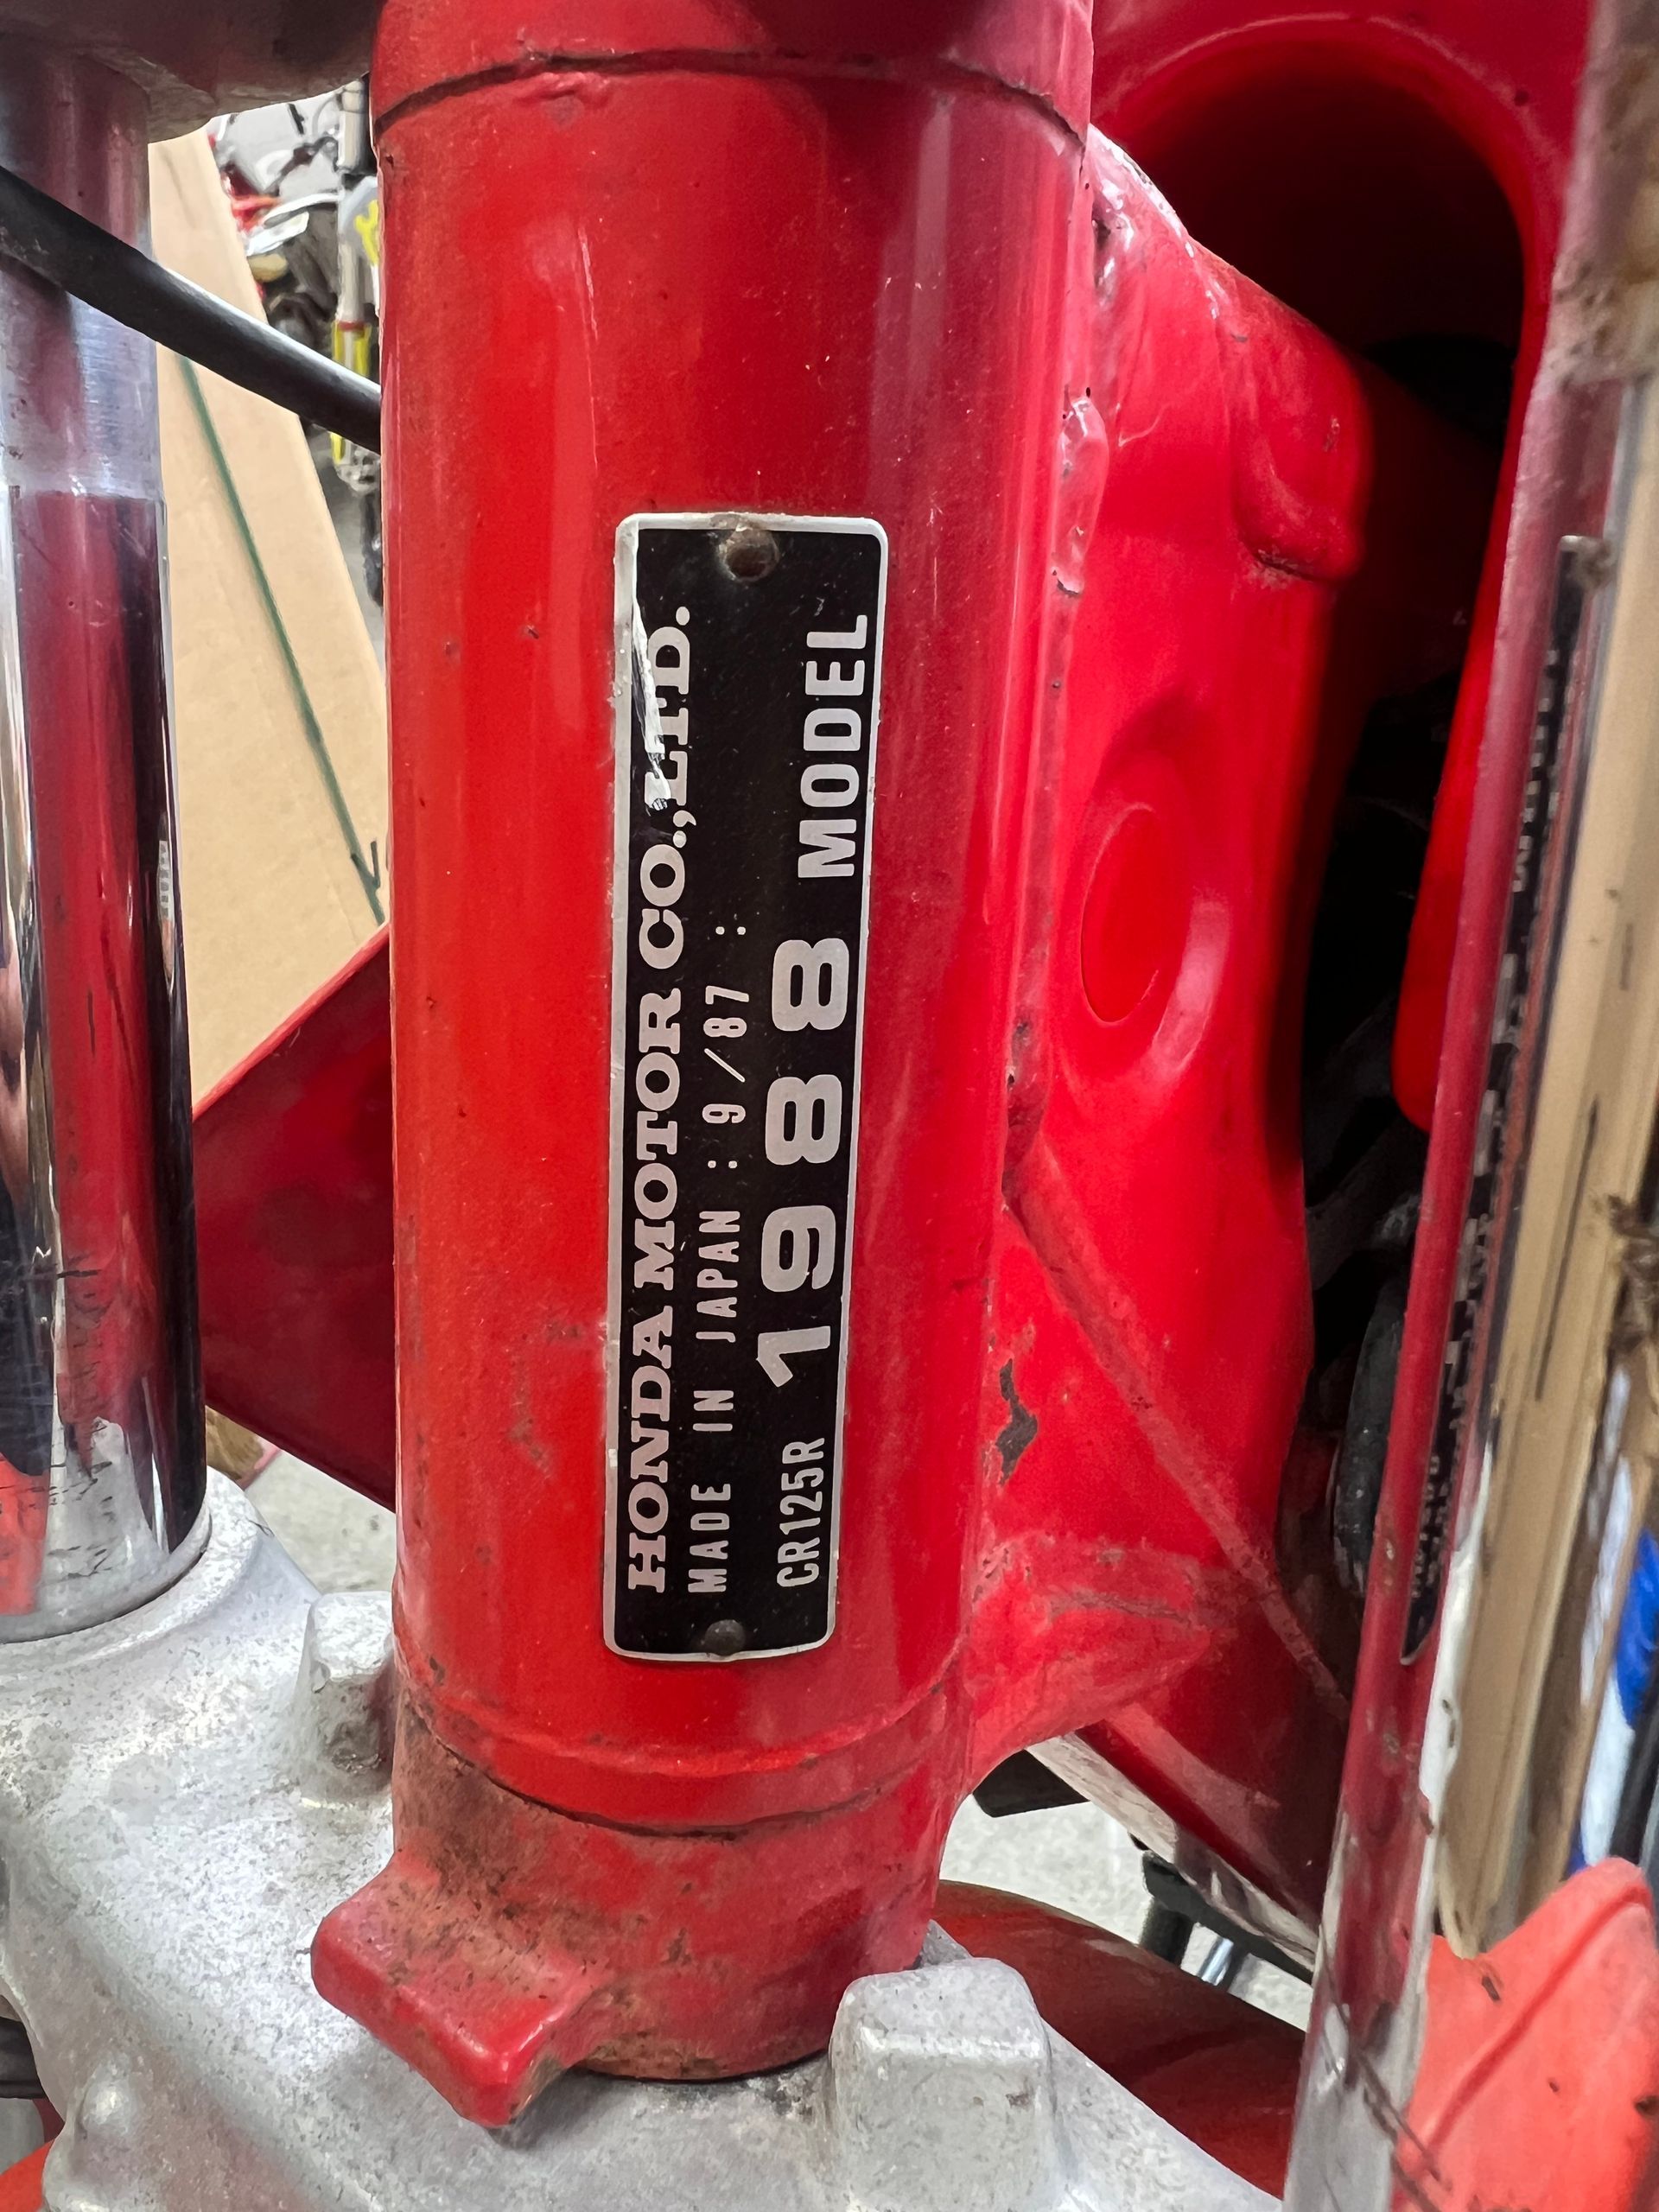 HONDA MOTOR CO.,LTD.
MADE IN JAPAN : 9/87 :
CR125R 1988 MODEL